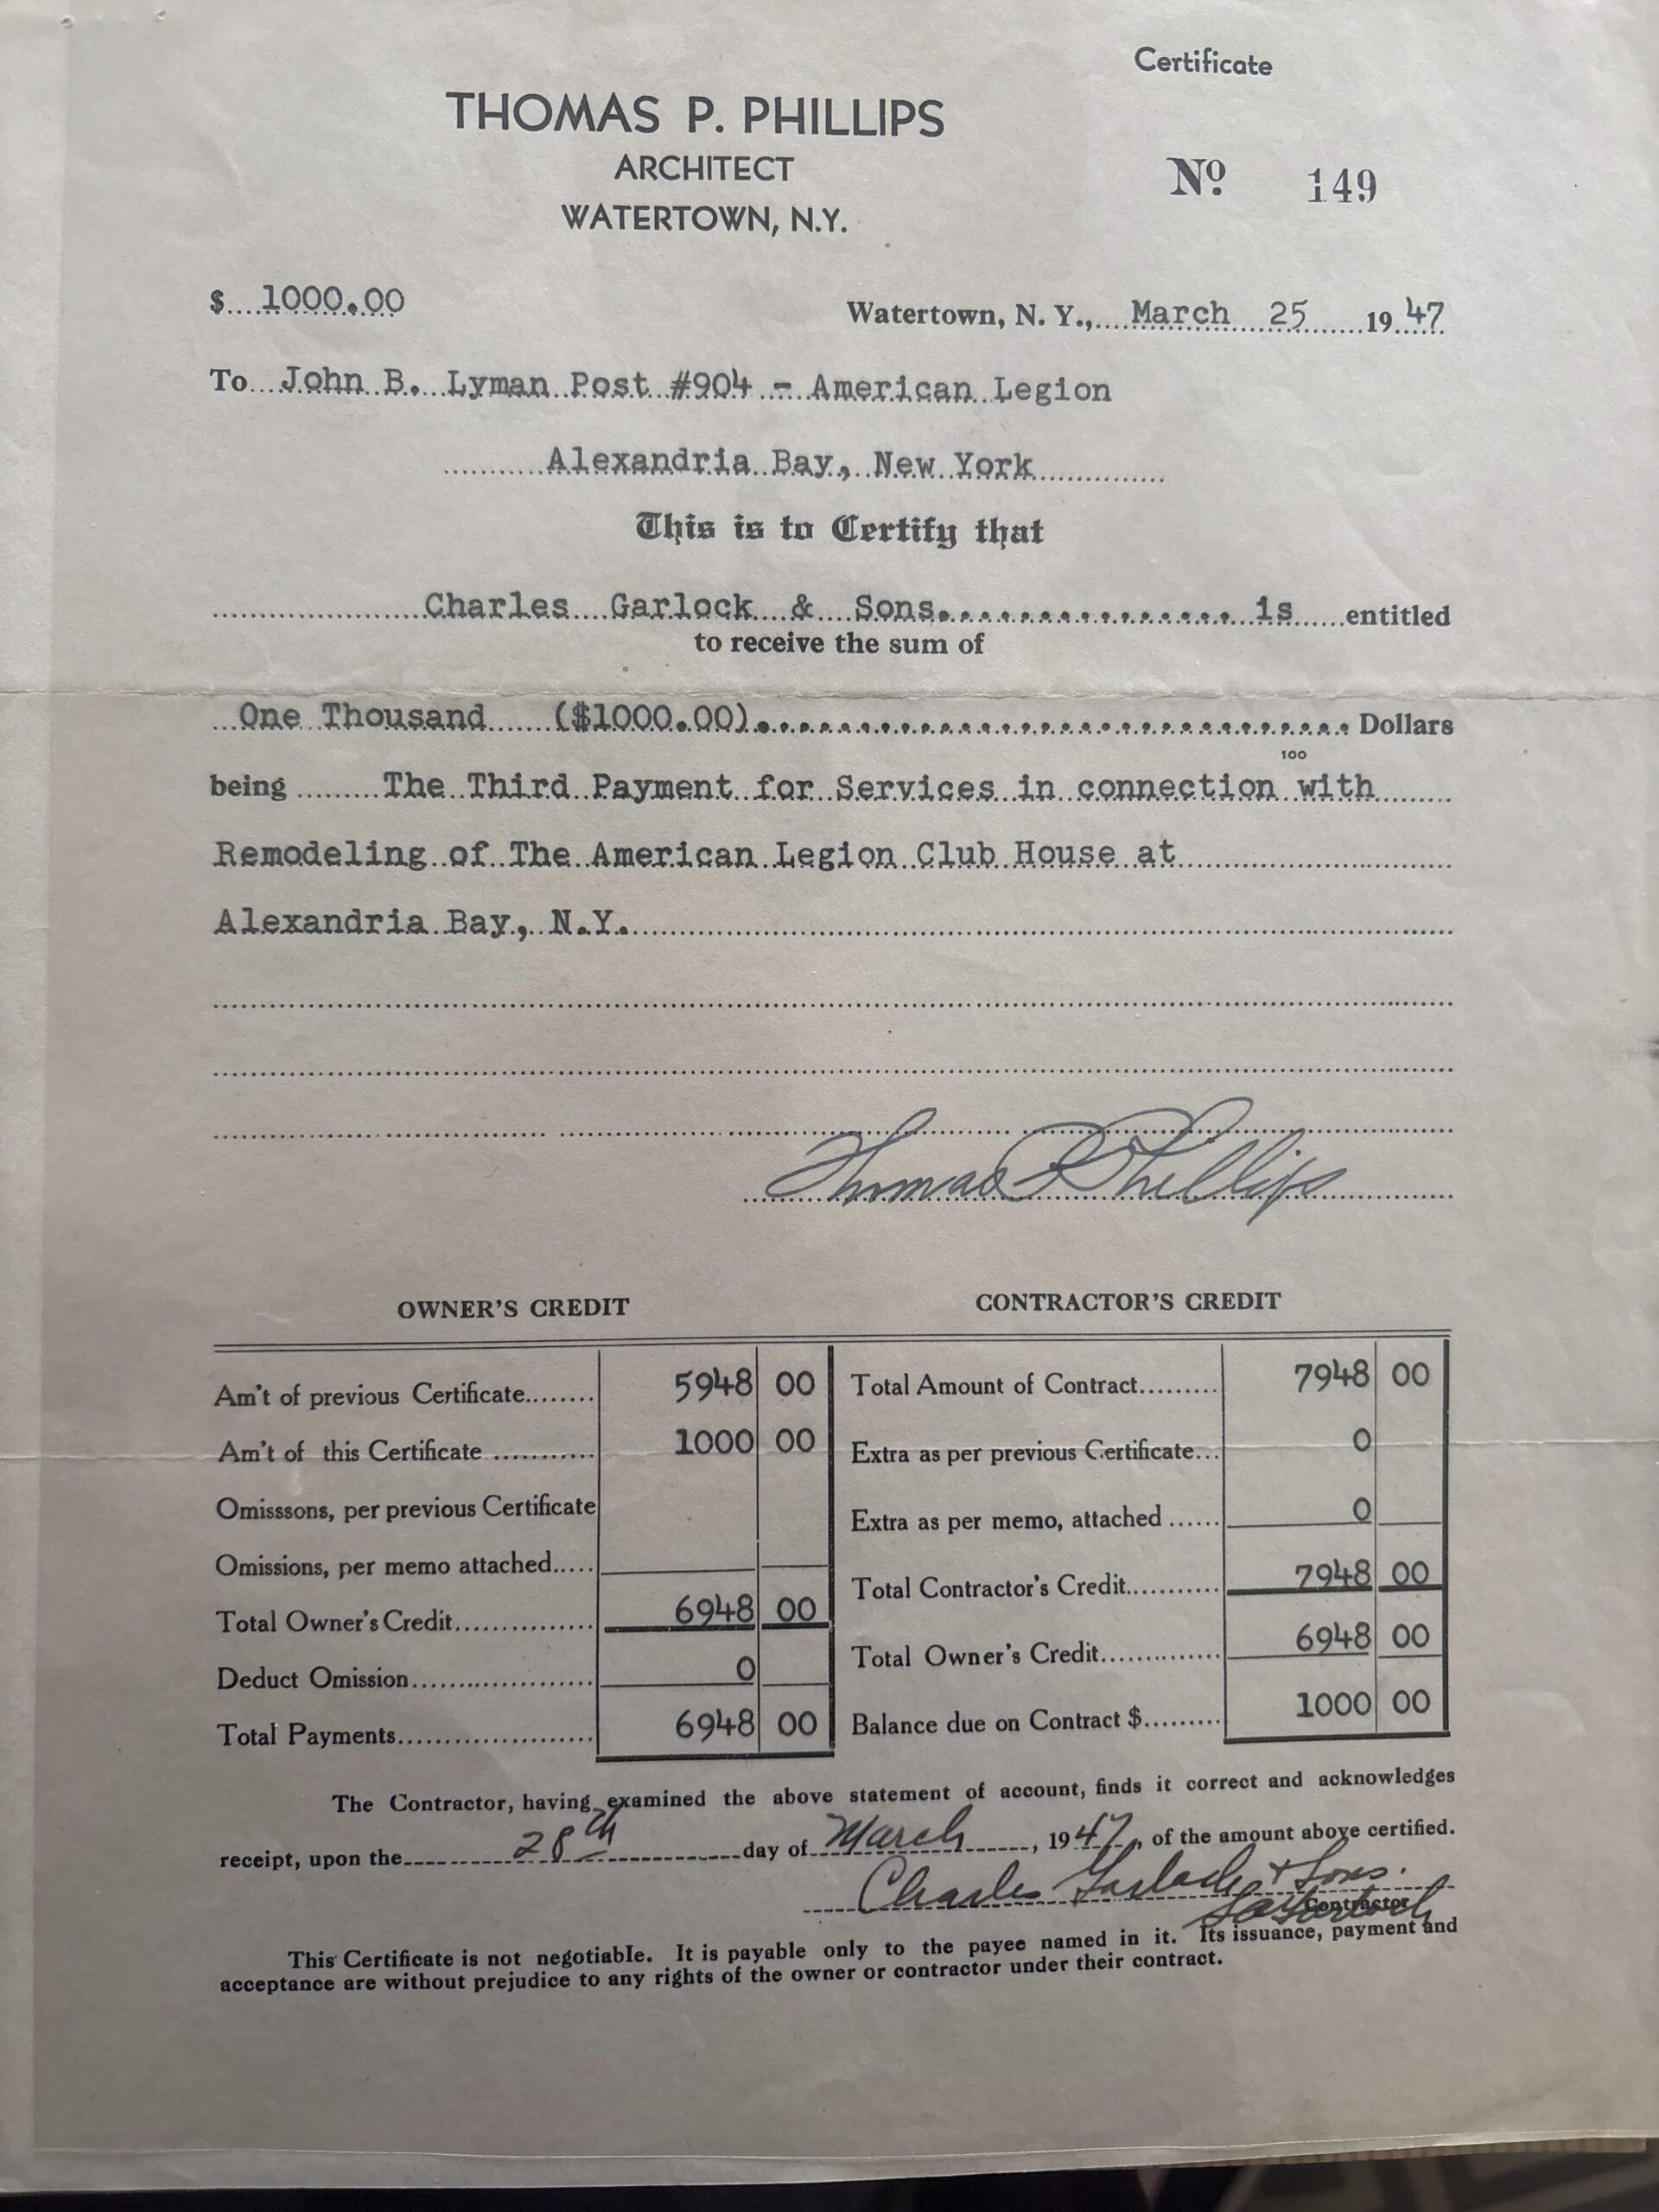 Certificate
THOMAS P. PHILLIPS
ARCHITECT
WATERTOWN, N.Y.
Nº 149
$ 1000.00
Watertown, N. Y., March 25 1947
To John B. Lyman Post #904 - American Legion
Alexandria Bay, New York
This is to Certify that
Charles Garlock & Sons is entitled
to receive the sum of
One Thousand ($1000.00) Dollars
100
being The Third Payment for Services in connection with
Remodeling of The American Legion Club House at
Alexandria Bay, N.Y.
Thomas P Phillips
OWNER'S CREDIT
Am't of previous Certificate 5948 00
Am't of this Certificate 1000 00
Omisssons, per previous Certificate
Omissions, per memo attached
Total Owner's Credit 6948 00
Deduct Omission 0
Total Payments 6948 00
CONTRACTOR'S CREDIT
Total Amount of Contract 7948 00
Extra as per previous Certificate 0
Extra as per memo, attached 0
Total Contractor's Credit 7948 00
Total Owner's Credit 6948 00
Balance due on Contract $ 1000 00
The Contractor, having examined the above statement of account, finds it correct and acknowledges
receipt, upon the 28th day of March, 1947, of the amount above certified.
Charles Garlock + Sons.
Contractor
This Certificate is not negotiable. It is payable only to the payee named in it. Its issuance, payment and
acceptance are without prejudice to any rights of the owner or contractor under their contract.